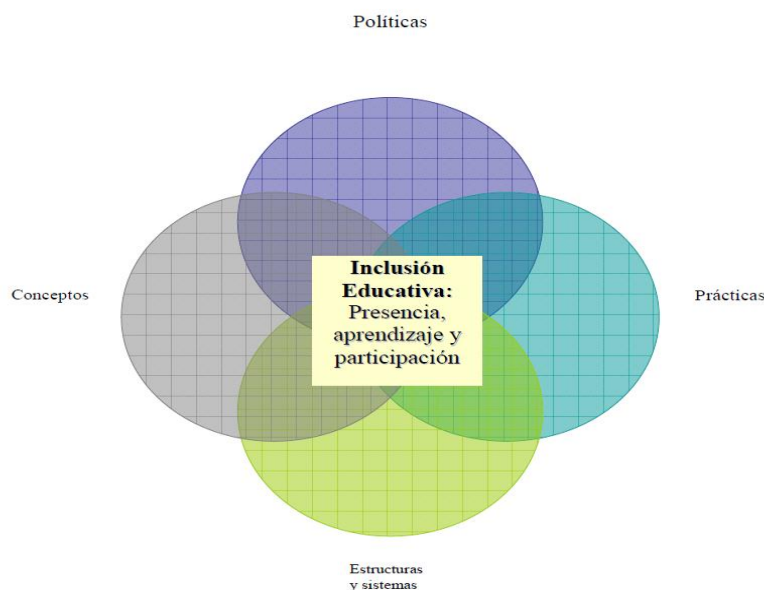 Políticas
Conceptos
Inclusión
Educativa:
Presencia,
aprendizaje y
participación
Prácticas
Estructuras
y sistemas